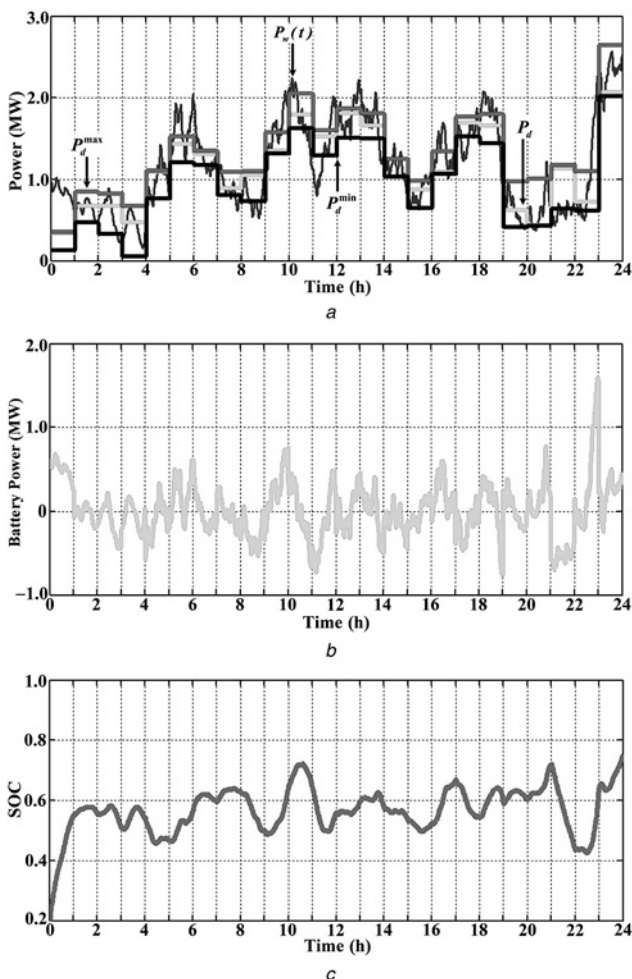 3.0
P_w(t)
2.0
P_d^max
P_d
Power (MW)
1.0
P_d^min
0
0 2 4 6 8 10 12 14 16 18 20 22 24
Time (h)
a
2.0
1.0
Battery Power (MW)
0
−1.0
0 2 4 6 8 10 12 14 16 18 20 22 24
Time (h)
b
1.0
0.8
SOC
0.6
0.4
0.2
0 2 4 6 8 10 12 14 16 18 20 22 24
Time (h)
c